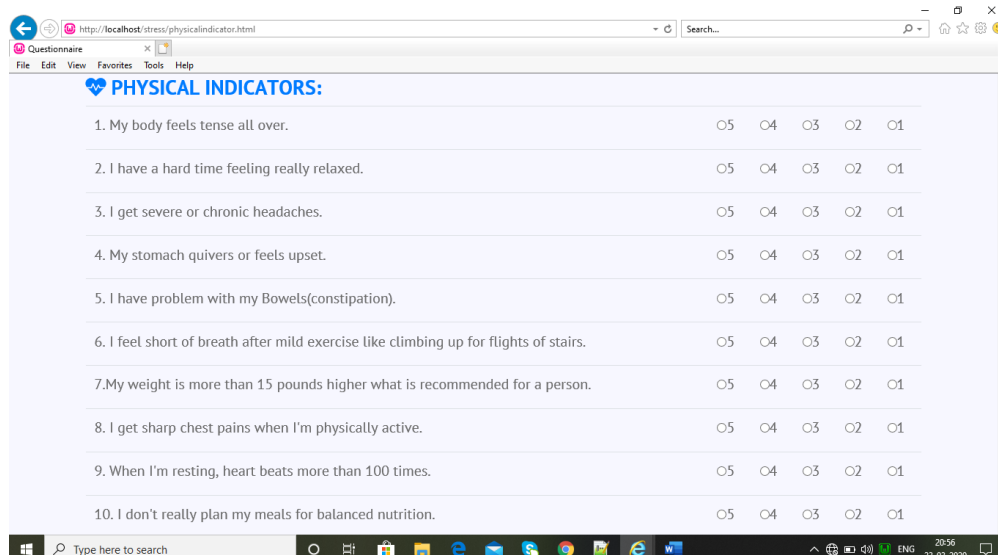 http://localhost/stress/physicalindicator.html
Search...
Questionnaire
File Edit View Favorites Tools Help
PHYSICAL INDICATORS:
1. My body feels tense all over. 5 4 3 2 1
2. I have a hard time feeling really relaxed. 5 4 3 2 1
3. I get severe or chronic headaches. 5 4 3 2 1
4. My stomach quivers or feels upset. 5 4 3 2 1
5. I have problem with my Bowels(constipation). 5 4 3 2 1
6. I feel short of breath after mild exercise like climbing up for flights of stairs. 5 4 3 2 1
7.My weight is more than 15 pounds higher what is recommended for a person. 5 4 3 2 1
8. I get sharp chest pains when I'm physically active. 5 4 3 2 1
9. When I'm resting, heart beats more than 100 times. 5 4 3 2 1
10. I don't really plan my meals for balanced nutrition. 5 4 3 2 1
Type here to search
ENG
20:56